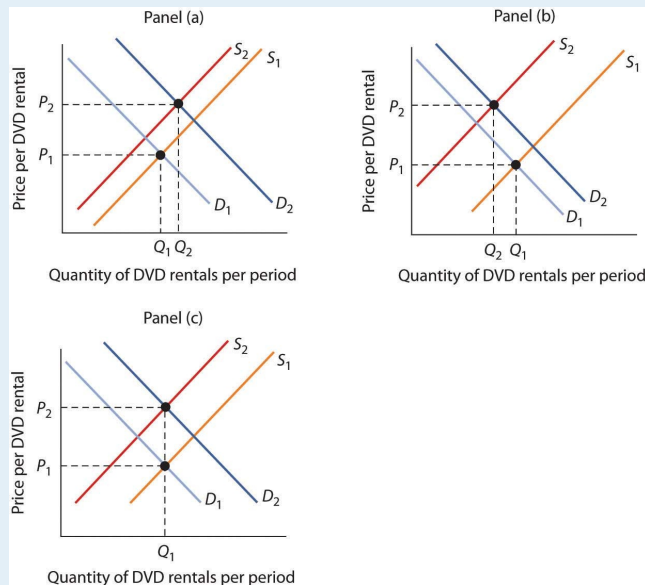 Panel (a)
Price per DVD rental
P2
P1
S2
S1
D1
D2
Q1 Q2
Quantity of DVD rentals per period
Panel (b)
Price per DVD rental
P2
P1
S2
S1
D1
D2
Q2 Q1
Quantity of DVD rentals per period
Panel (c)
Price per DVD rental
P2
P1
S2
S1
D1
D2
Q1
Quantity of DVD rentals per period